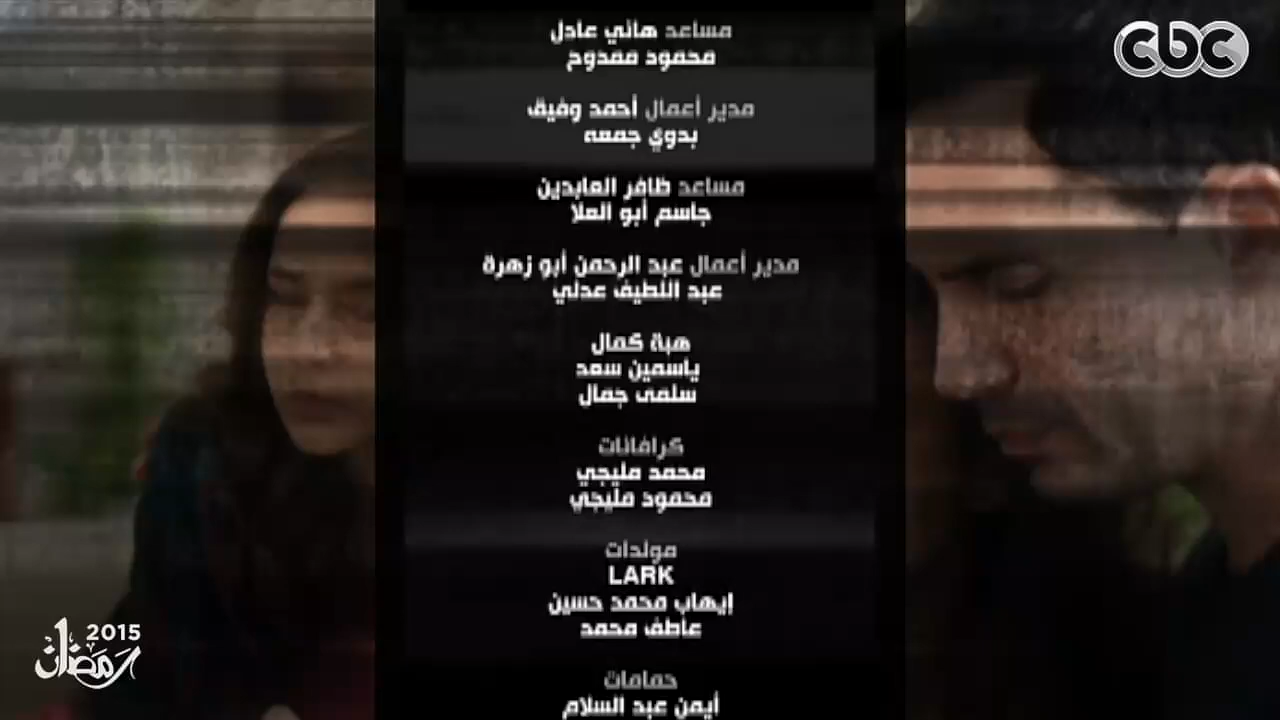 cbc
مساعد هاني عادل
محمود ممدوح
مدير أعمال أحمد وفيق
بدوي جمعه
مساعد ظافر العابدين
جاسم أبو العلا
مدير أعمال عبد الرحمن أبو زهرة
عبد اللطيف عدلي
هبة كمال
ياسمين سعد
سلمى جمال
كرافانات
محمد مليجي
محمود مليجي
مولدات
LARK
إيهاب محمد حسين
عاطف محمد
حمامات
أيمن عبد السلام
2015
رمضان